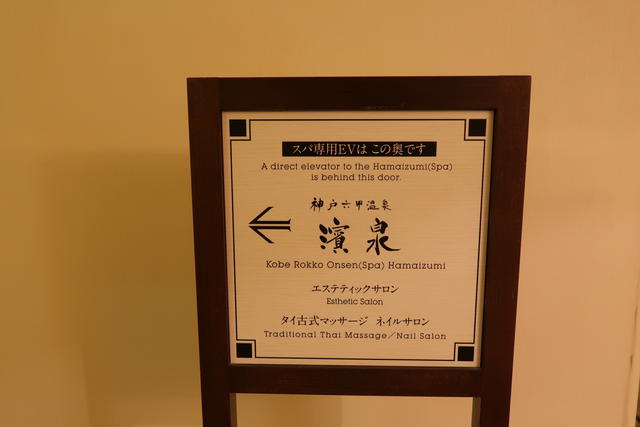 スパ専用EVは この奥です
A direct elevator to the Hamaizumi(Spa)
is behind this door.
神戸六甲温泉
濱泉
Kobe Rokko Onsen(Spa) Hamaizumi
エステティックサロン
Esthetic Salon
タイ古式マッサージ ネイルサロン
Traditional Thai Massage／Nail Salon